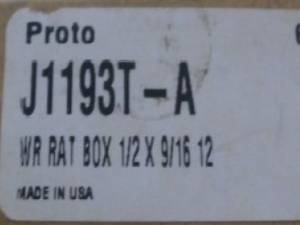 Proto
J1193T-A
WR RAT BOX 1/2 X 9/16 12
MADE IN USA